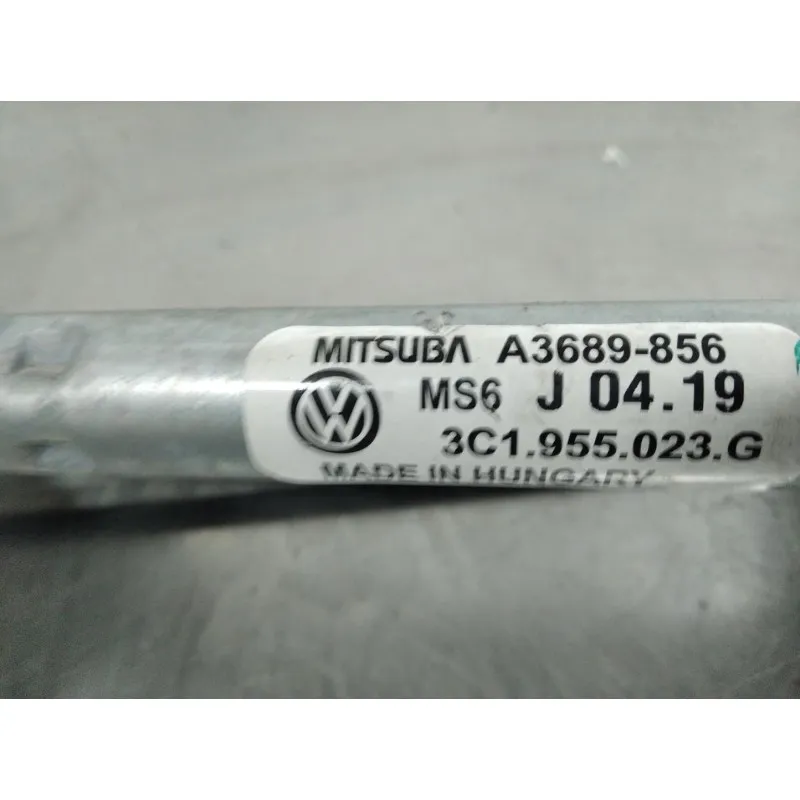 MITSUBA A3689-856
MS6 J 04.19
3C1.955.023.G
MADE IN HUNGARY